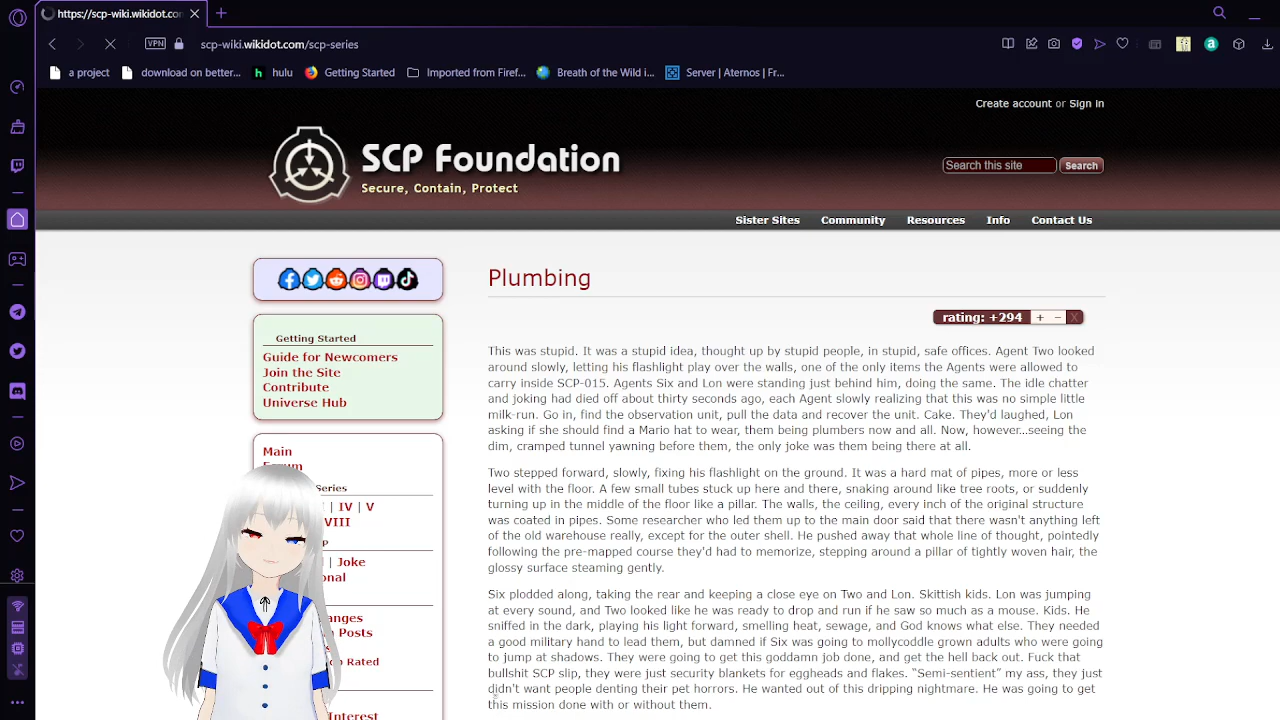 https://scp-wiki.wikidot.con
VPN
scp-wiki.wikidot.com/scp-series
a project
download on better...
h hulu
Getting Started
Imported from Firef...
Breath of the Wild i...
Server | Aternos | Fr...
Create account or Sign in
SCP Foundation
Secure, Contain, Protect
Search this site
Search
Sister Sites
Community
Resources
Info
Contact Us
Getting Started
Guide for Newcomers
Join the Site
Contribute
Universe Hub
Main
Series
| IV | V
VIII
| Joke
onal
anges
Posts
Rated
Interest
Plumbing
rating: +294 + − X
This was stupid. It was a stupid idea, thought up by stupid people, in stupid, safe offices. Agent Two looked
around slowly, letting his flashlight play over the walls, one of the only items the Agents were allowed to
carry inside SCP-015. Agents Six and Lon were standing just behind him, doing the same. The idle chatter
and joking had died off about thirty seconds ago, each Agent slowly realizing that this was no simple little
milk-run. Go in, find the observation unit, pull the data and recover the unit. Cake. They'd laughed, Lon
asking if she should find a Mario hat to wear, them being plumbers now and all. Now, however…seeing the
dim, cramped tunnel yawning before them, the only joke was them being there at all.
Two stepped forward, slowly, fixing his flashlight on the ground. It was a hard mat of pipes, more or less
level with the floor. A few small tubes stuck up here and there, snaking around like tree roots, or suddenly
turning up in the middle of the floor like a pillar. The walls, the ceiling, every inch of the original structure
was coated in pipes. Some researcher who led them up to the main door said that there wasn't anything left
of the old warehouse really, except for the outer shell. He pushed away that whole line of thought, pointedly
following the pre-mapped course they'd had to memorize, stepping around a pillar of tightly woven hair, the
glossy surface steaming gently.
Six plodded along, taking the rear and keeping a close eye on Two and Lon. Skittish kids. Lon was jumping
at every sound, and Two looked like he was ready to drop and run if he saw so much as a mouse. Kids. He
sniffed in the dark, playing his light forward, smelling heat, sewage, and God knows what else. They needed
a good military hand to lead them, but damned if Six was going to mollycoddle grown adults who were going
to jump at shadows. They were going to get this goddamn job done, and get the hell back out. Fuck that
bullshit SCP slip, they were just security blankets for eggheads and flakes. “Semi-sentient” my ass, they just
didn't want people denting their pet horrors. He wanted out of this dripping nightmare. He was going to get
this mission done with or without them.